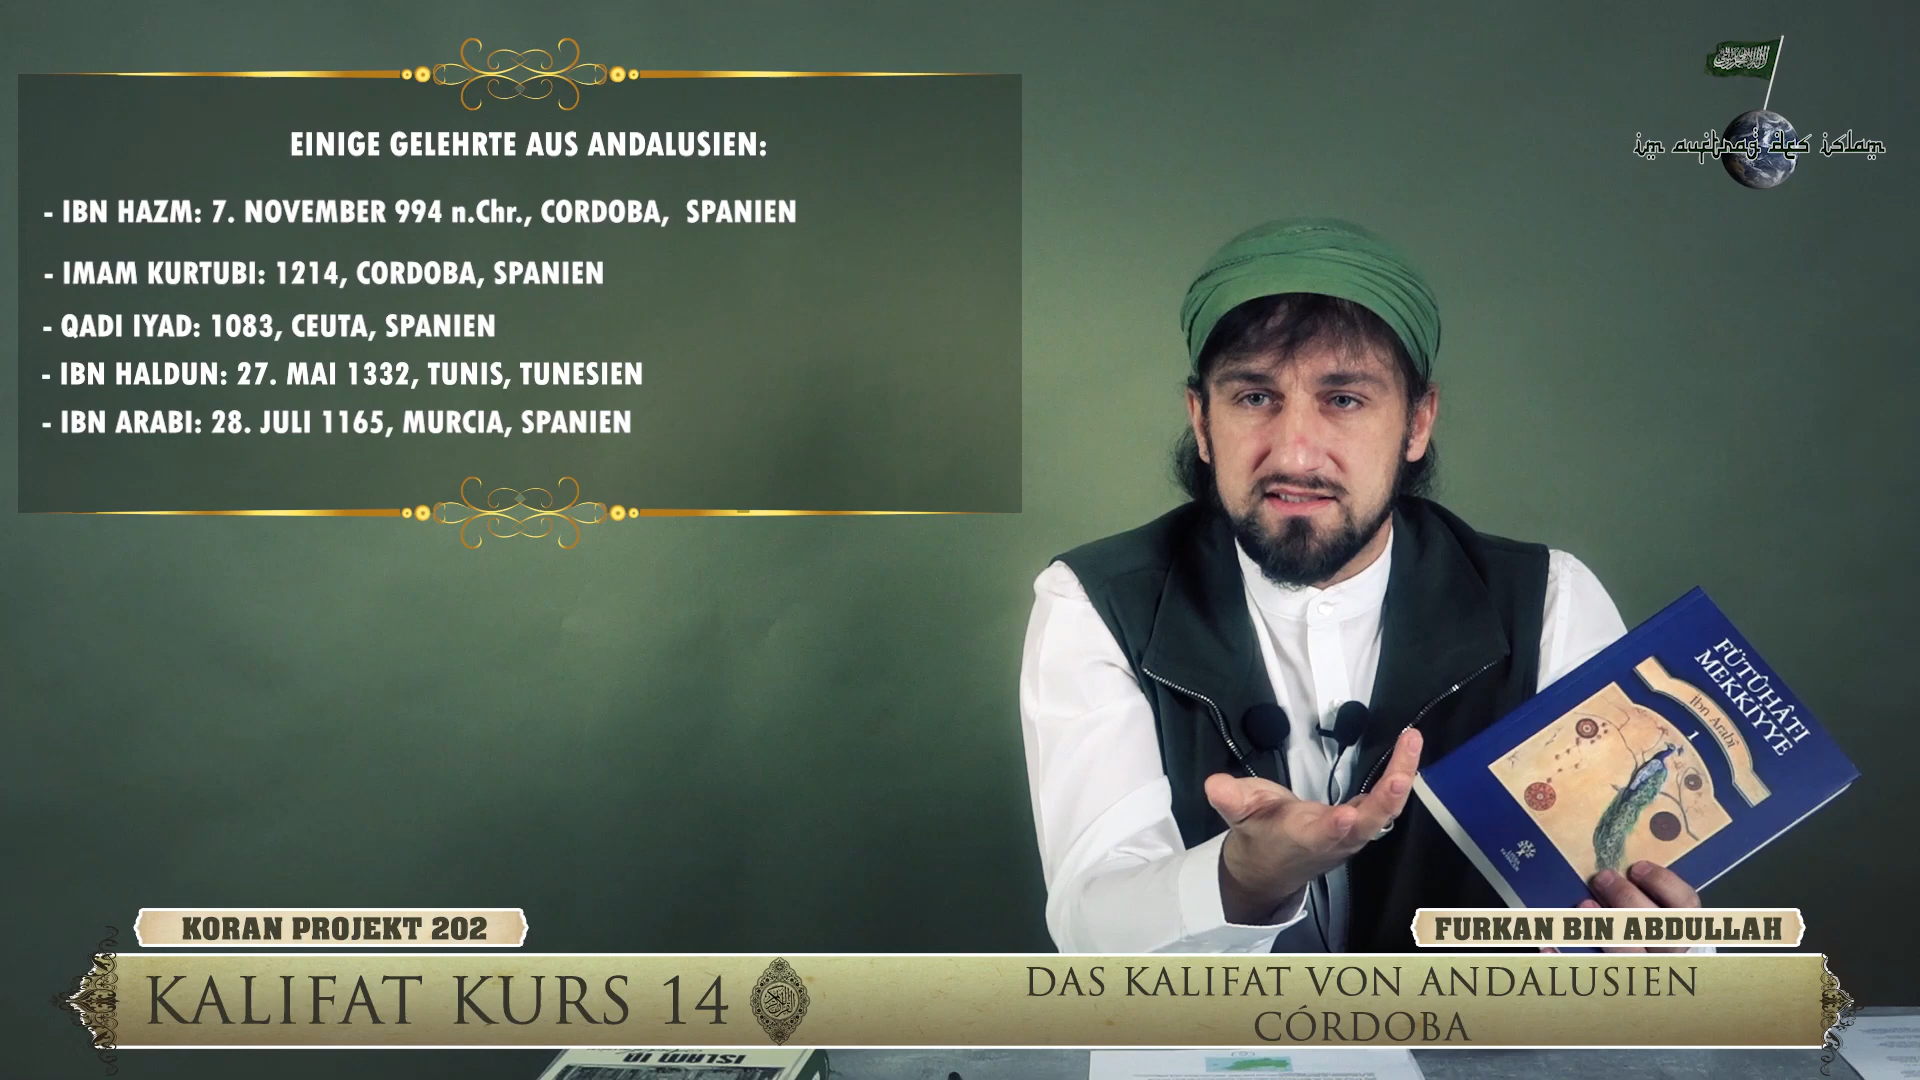 EINIGE GELEHRTE AUS ANDALUSIEN:
- IBN HAZM: 7. NOVEMBER 994 n.Chr., CORDOBA, SPANIEN
- IMAM KURTUBI: 1214, CORDOBA, SPANIEN
- QADI IYAD: 1083, CEUTA, SPANIEN
- IBN HALDUN: 27. MAI 1332, TUNIS, TUNESIEN
- IBN ARABI: 28. JULI 1165, MURCIA, SPANIEN
im auftrag des islam
FÜTÛHÂTI
MEKKİYYE
İbn Arabi
1
KORAN PROJEKT 202
FURKAN BIN ABDULLAH
KALIFAT KURS 14
DAS KALIFAT VON ANDALUSIEN
CÓRDOBA